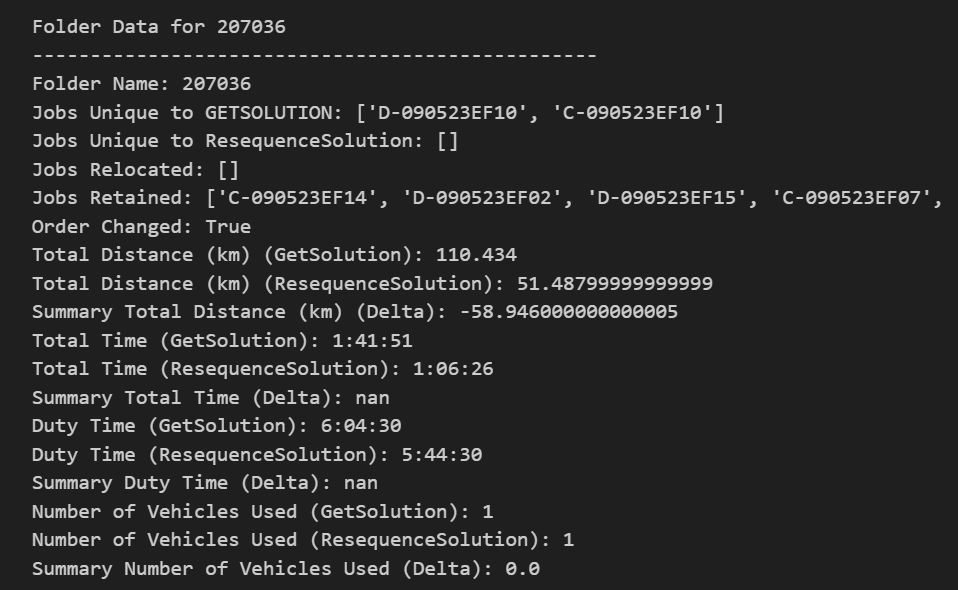 Folder Data for 207036
-------------------------------------------------
Folder Name: 207036
Jobs Unique to GETSOLUTION: ['D-090523EF10', 'C-090523EF10']
Jobs Unique to ResequenceSolution: []
Jobs Relocated: []
Jobs Retained: ['C-090523EF14', 'D-090523EF02', 'D-090523EF15', 'C-090523EF07',
Order Changed: True
Total Distance (km) (GetSolution): 110.434
Total Distance (km) (ResequenceSolution): 51.48799999999999
Summary Total Distance (km) (Delta): -58.946000000000005
Total Time (GetSolution): 1:41:51
Total Time (ResequenceSolution): 1:06:26
Summary Total Time (Delta): nan
Duty Time (GetSolution): 6:04:30
Duty Time (ResequenceSolution): 5:44:30
Summary Duty Time (Delta): nan
Number of Vehicles Used (GetSolution): 1
Number of Vehicles Used (ResequenceSolution): 1
Summary Number of Vehicles Used (Delta): 0.0